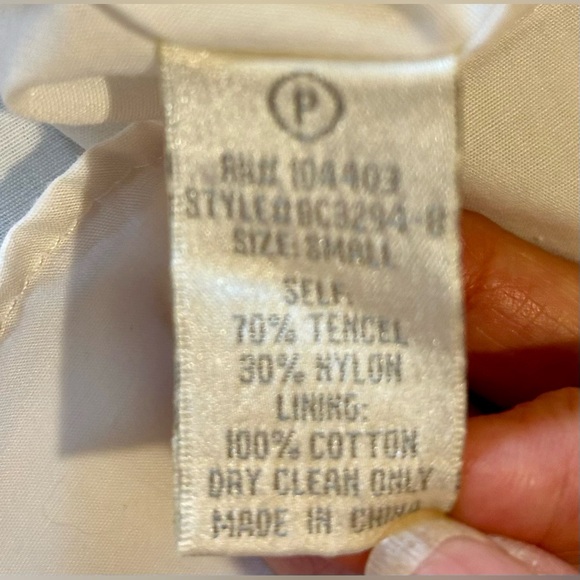 P
RN# 104403
STYLE# BC3294-B
SIZE: SMALL
SELF:
70% TENCEL
30% NYLON
LINING:
100% COTTON
DRY CLEAN ONLY
MADE IN CHINA